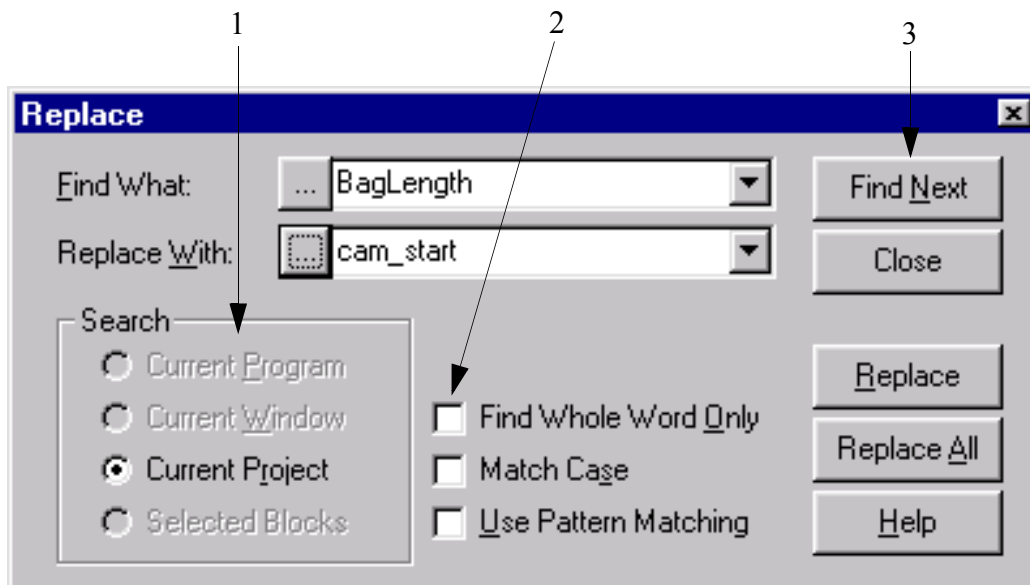 1
2
3
Replace
Find What:
... BagLength
Find Next
Replace With:
... cam_start
Close
Search
Current Program
Current Window
Current Project
Selected Blocks
Find Whole Word Only
Match Case
Use Pattern Matching
Replace
Replace All
Help